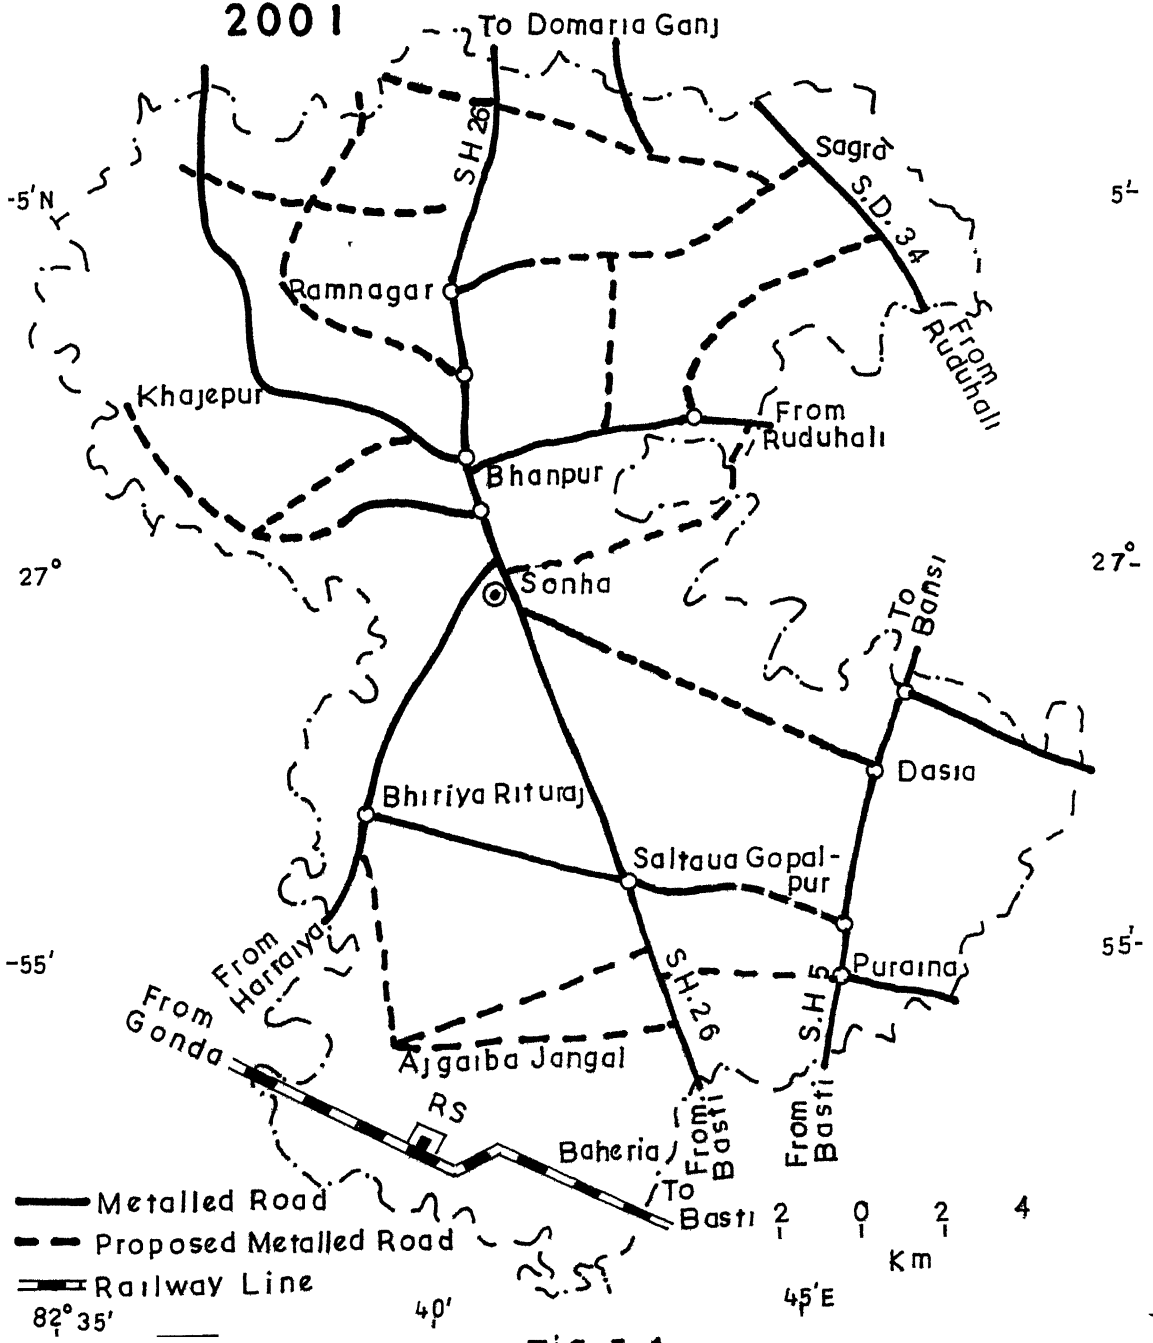 2001
To Domaria Ganj
S H 26
Sagra
S.D. 34
-5' N
5'-
Ramnagar
From
Ruduhali
Khajepur
From
Ruduhali
Bhanpur
27°
27°-
Sonha
To
Bansi
Dasia
Bhiriya Rituraj
Saltaua Gopal-
pur
From
Harraiya
-55'
55'-
S.H.26
Puraina
S.H 5
From
Gonda
Ajgaiba Jangal
RS
Baheria
From
Basti
From
Basti
To
Basti
Metalled Road
Proposed Metalled Road
Railway Line
2 0 2 4
Km
82° 35'
40'
45'E